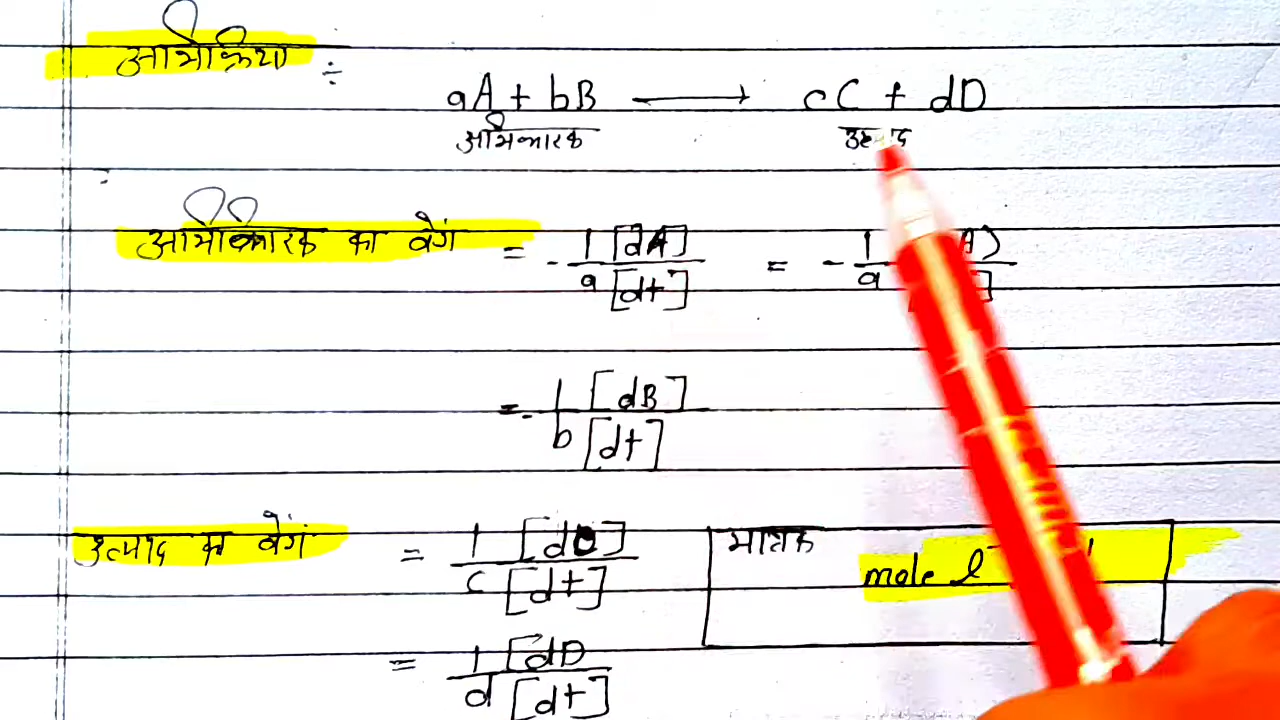 अभिक्रिया ÷
aA + bB ⟶ cC + dD
अभिकारक उत्पाद
अभिकारक का वेग = - 1/a [dA]/[dt] = - 1/a
= - 1/b [dB]/[dt]
उत्पाद का वेग = 1/c [dC]/[dt]
मात्रक
mole l
= 1/d [dD/[dt]